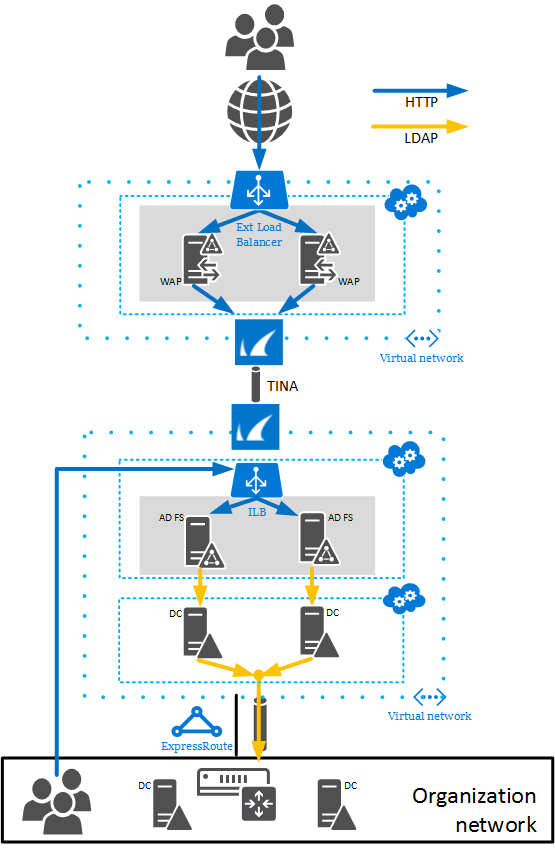 HTTP
LDAP
Ext Load
Balancer
WAP
WAP
Virtual network
TINA
ILB
AD FS
AD FS
DC
DC
Virtual network
ExpressRoute
DC
DC
Organization
network